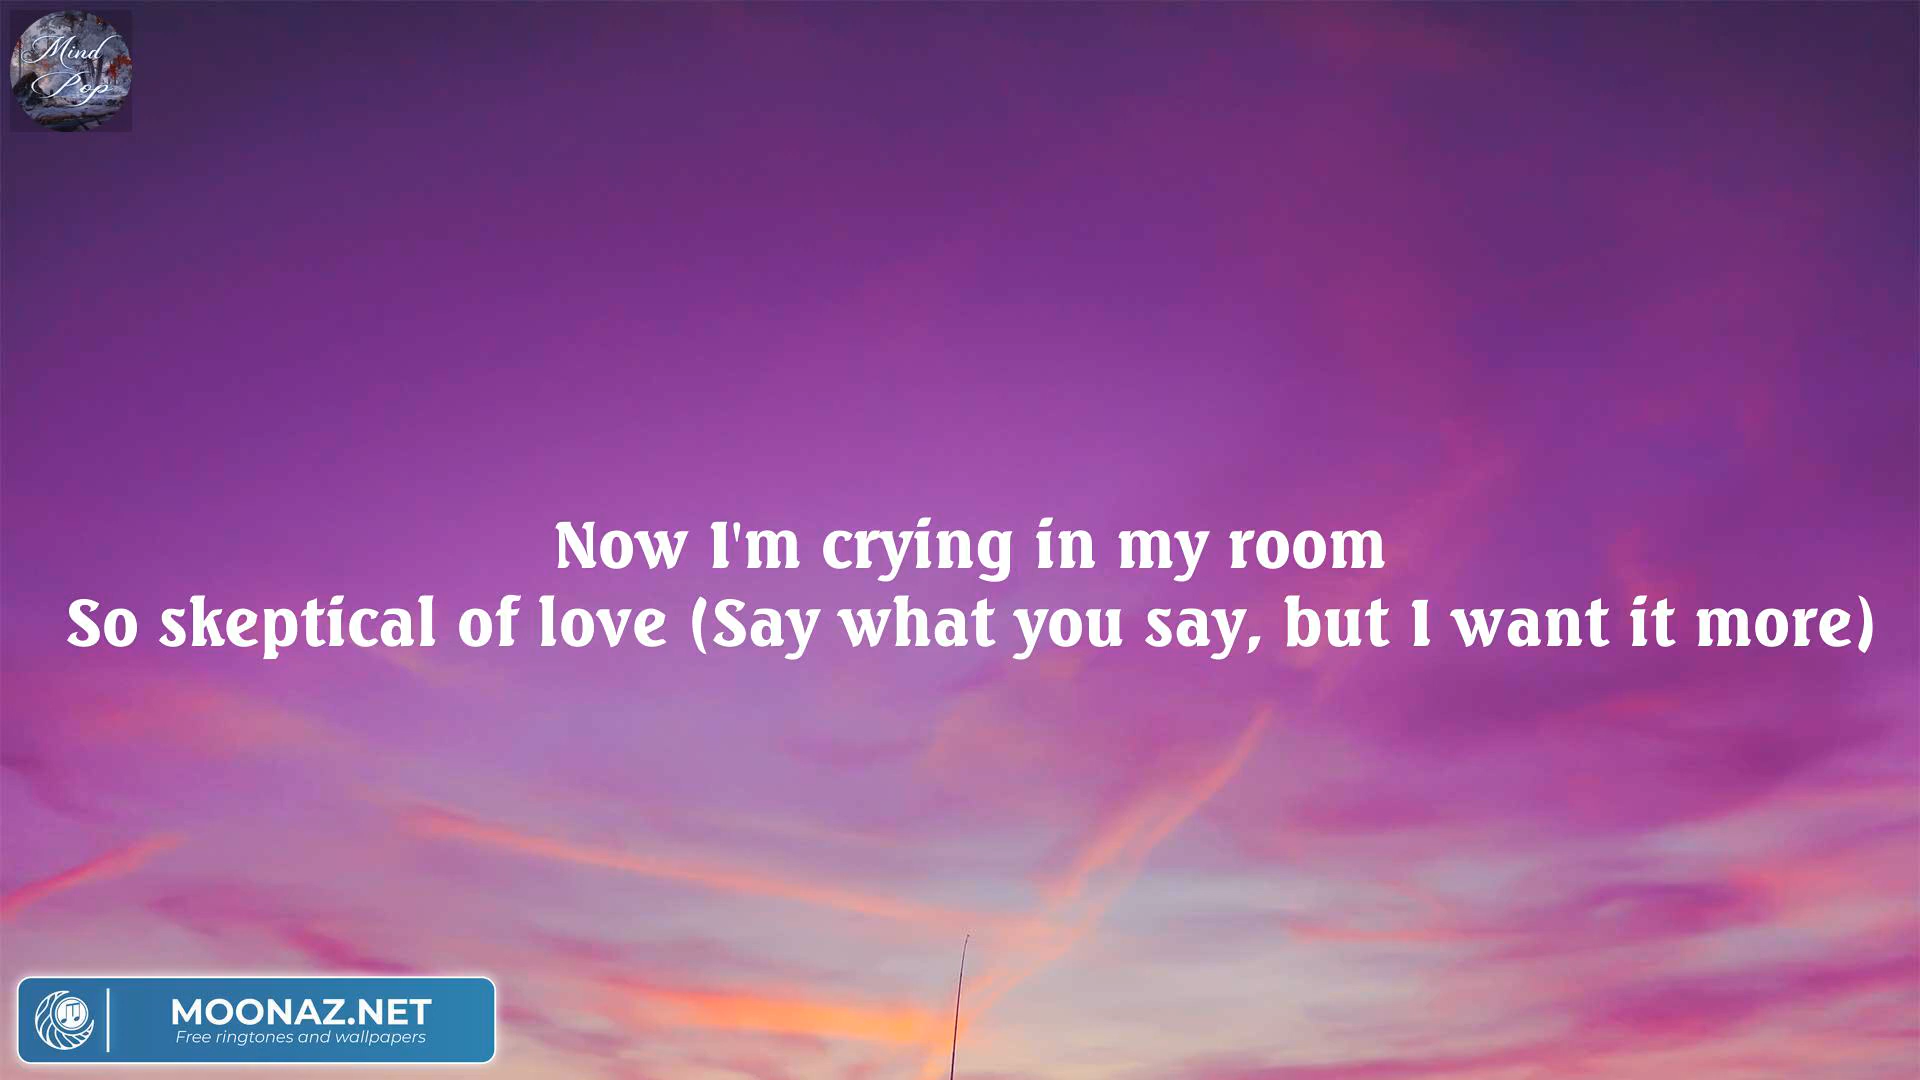 Mind
Pop
Now I'm crying in my room
So skeptical of love (Say what you say, but I want it more)
MOONAZ.NET
Free ringtones and wallpapers